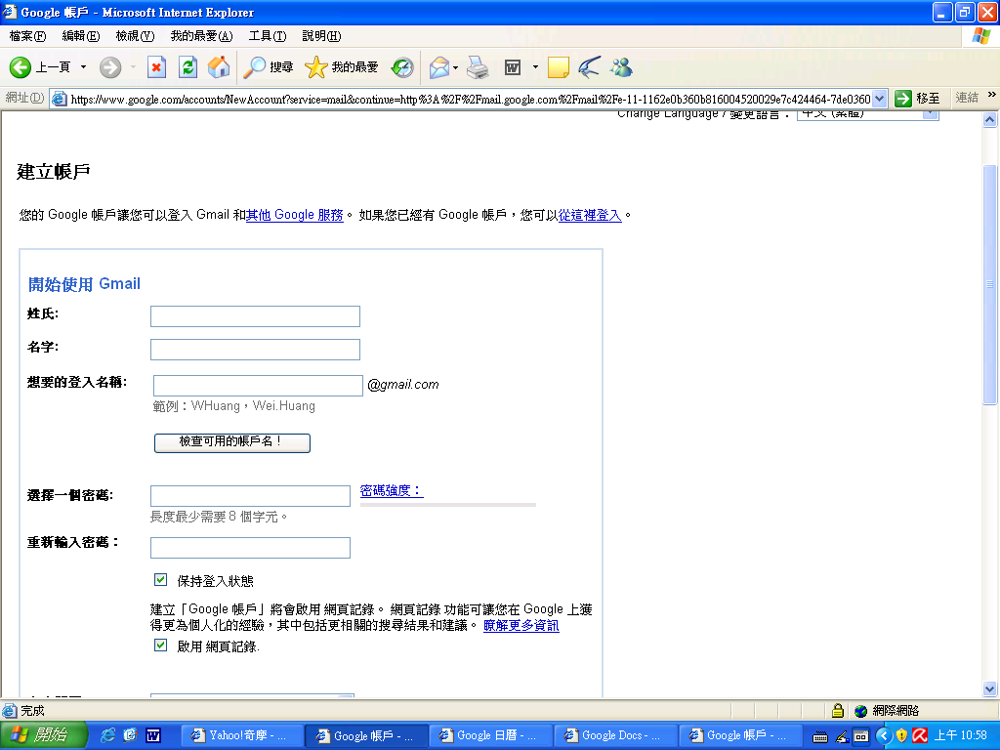 Google 帳戶 - Microsoft Internet Explorer
檔案(F) 編輯(E) 檢視(V) 我的最愛(A) 工具(T) 說明(H)
上一頁 搜尋 我的最愛
網址(D) https://www.google.com/accounts/NewAccount?service=mail&continue=http%3A%2F%2Fmail.google.com%2Fmail%2Fe-11-1162e0b360b816004520029e7c424464-7de0360 移至 連結 »
Change Language / 變更語言： 中文 (繁體)
建立帳戶
您的 Google 帳戶讓您可以登入 Gmail 和其他 Google 服務。 如果您已經有 Google 帳戶，您可以從這裡登入。
開始使用 Gmail
姓氏:
名字:
想要的登入名稱: @gmail.com
範例：WHuang，Wei.Huang
檢查可用的帳戶名！
選擇一個密碼: 密碼強度：
長度最少需要 8 個字元。
重新輸入密碼：
保持登入狀態
建立「Google 帳戶」將會啟用 網頁記錄。 網頁記錄 功能可讓您在 Google 上獲
得更為個人化的經驗，其中包括更相關的搜尋結果和建議。 瞭解更多資訊
啟用 網頁記錄.
完成 網際網路
開始 Yahoo!奇摩 - ... Google 帳戶 - ... Google 日曆 - ... Google Docs - ... Google 帳戶 - ... 上午 10:58